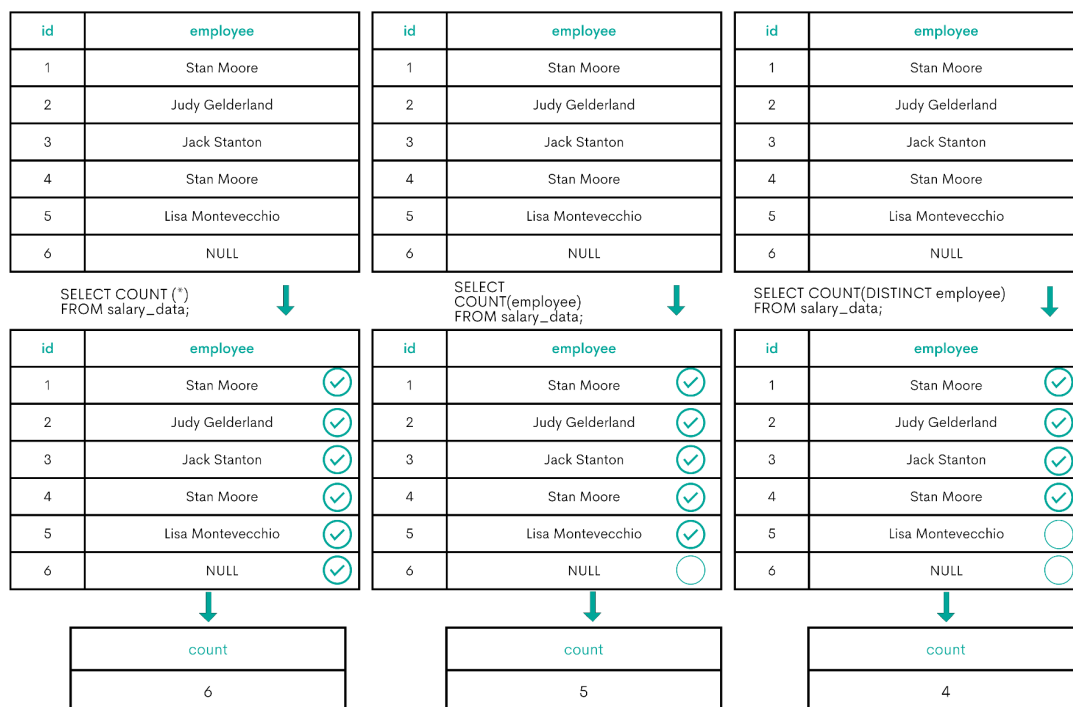 id employee
1 Stan Moore
2 Judy Gelderland
3 Jack Stanton
4 Stan Moore
5 Lisa Montevecchio
6 NULL
SELECT COUNT (*)
FROM salary_data;
id employee
1 Stan Moore
2 Judy Gelderland
3 Jack Stanton
4 Stan Moore
5 Lisa Montevecchio
6 NULL
count
6
id employee
1 Stan Moore
2 Judy Gelderland
3 Jack Stanton
4 Stan Moore
5 Lisa Montevecchio
6 NULL
SELECT
COUNT(employee)
FROM salary_data;
id employee
1 Stan Moore
2 Judy Gelderland
3 Jack Stanton
4 Stan Moore
5 Lisa Montevecchio
6 NULL
count
5
id employee
1 Stan Moore
2 Judy Gelderland
3 Jack Stanton
4 Stan Moore
5 Lisa Montevecchio
6 NULL
SELECT COUNT(DISTINCT employee)
FROM salary_data;
id employee
1 Stan Moore
2 Judy Gelderland
3 Jack Stanton
4 Stan Moore
5 Lisa Montevecchio
6 NULL
count
4